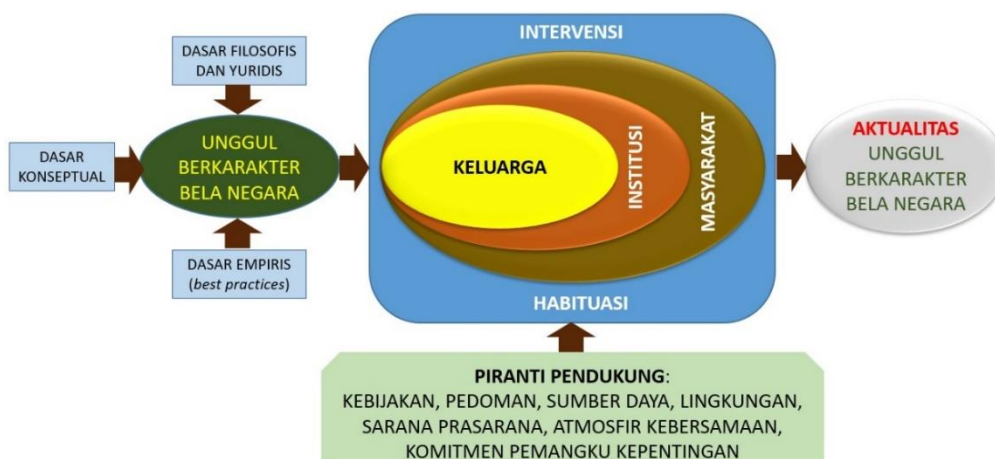 DASAR FILOSOFIS
DAN YURIDIS
DASAR
KONSEPTUAL
UNGGUL
BERKARAKTER
BELA NEGARA
DASAR EMPIRIS
(best practices)
INTERVENSI
KELUARGA
INSTITUSI
MASYARAKAT
HABITUASI
AKTUALITAS
UNGGUL
BERKARAKTER
BELA NEGARA
PIRANTI PENDUKUNG:
KEBIJAKAN, PEDOMAN, SUMBER DAYA, LINGKUNGAN,
SARANA PRASARANA, ATMOSFIR KEBERSAMAAN,
KOMITMEN PEMANGKU KEPENTINGAN